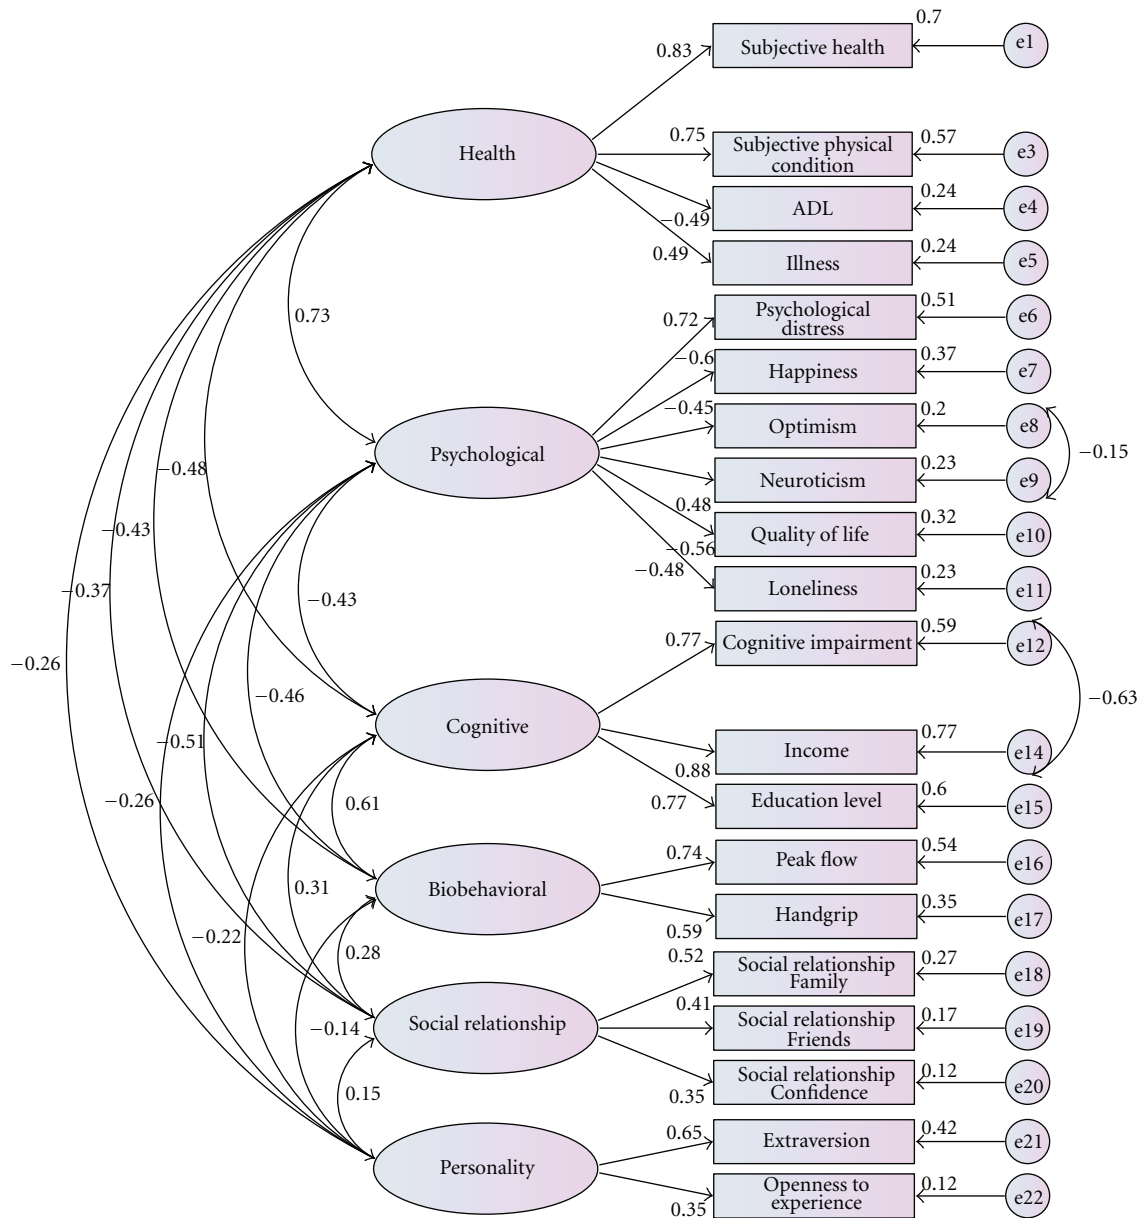 0.7
0.83
Subjective health
e1
Health
0.75
Subjective physical
condition
0.57
e3
ADL
0.24
e4
−0.49
0.49
Illness
0.24
e5
0.73
0.72
Psychological
distress
0.51
e6
−0.6
Happiness
0.37
e7
−0.45
Optimism
0.2
e8
−0.15
Psychological
Neuroticism
0.23
e9
−0.48
0.48
Quality of life
0.32
e10
−0.43
−0.56
−0.48
Loneliness
0.23
e11
−0.37
−0.43
0.77
Cognitive impairment
0.59
e12
−0.26
−0.46
−0.63
Cognitive
−0.51
Income
0.77
e14
0.88
−0.26
0.61
0.77
Education level
0.6
e15
0.74
Peak flow
0.54
e16
Biobehavioral
0.31
Handgrip
0.35
e17
0.59
−0.22
0.28
0.52
Social relationship
Family
0.27
e18
0.41
Social relationship
Friends
0.17
e19
Social relationship
−0.14
0.15
Social relationship
Confidence
0.12
e20
0.35
0.65
Extraversion
0.42
e21
Personality
0.35
Openness to
experience
0.12
e22